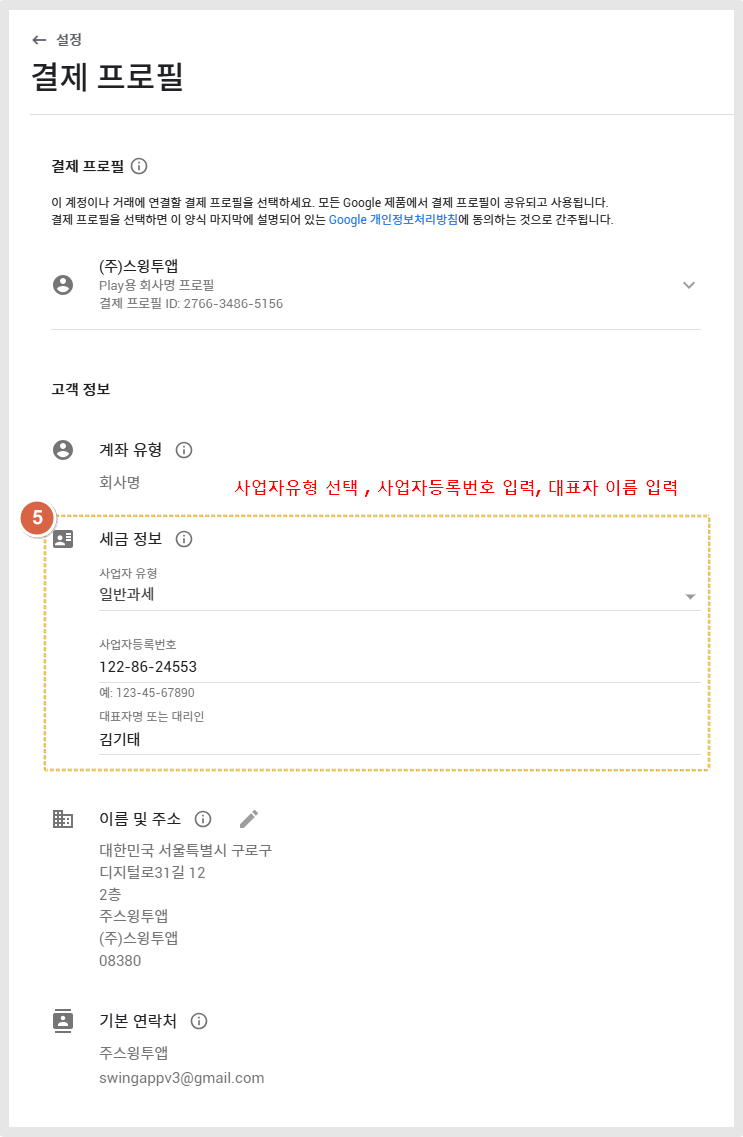 ← 설정
결제 프로필
결제 프로필
이 계정이나 거래에 연결할 결제 프로필을 선택하세요. 모든 Google 제품에서 결제 프로필이 공유되고 사용됩니다.
결제 프로필을 선택하면 이 양식 마지막에 설명되어 있는 Google 개인정보처리방침에 동의하는 것으로 간주됩니다.
(주)스윙투앱
Play용 회사명 프로필
결제 프로필 ID: 2766-3486-5156
고객 정보
계좌 유형
회사명
사업자유형 선택 , 사업자등록번호 입력, 대표자 이름 입력
5
세금 정보
사업자 유형
일반과세
사업자등록번호
122-86-24553
예: 123-45-67890
대표자명 또는 대리인
김기태
이름 및 주소
대한민국 서울특별시 구로구
디지털로31길 12
2층
주스윙투앱
(주)스윙투앱
08380
기본 연락처
주스윙투앱
swingappv3@gmail.com